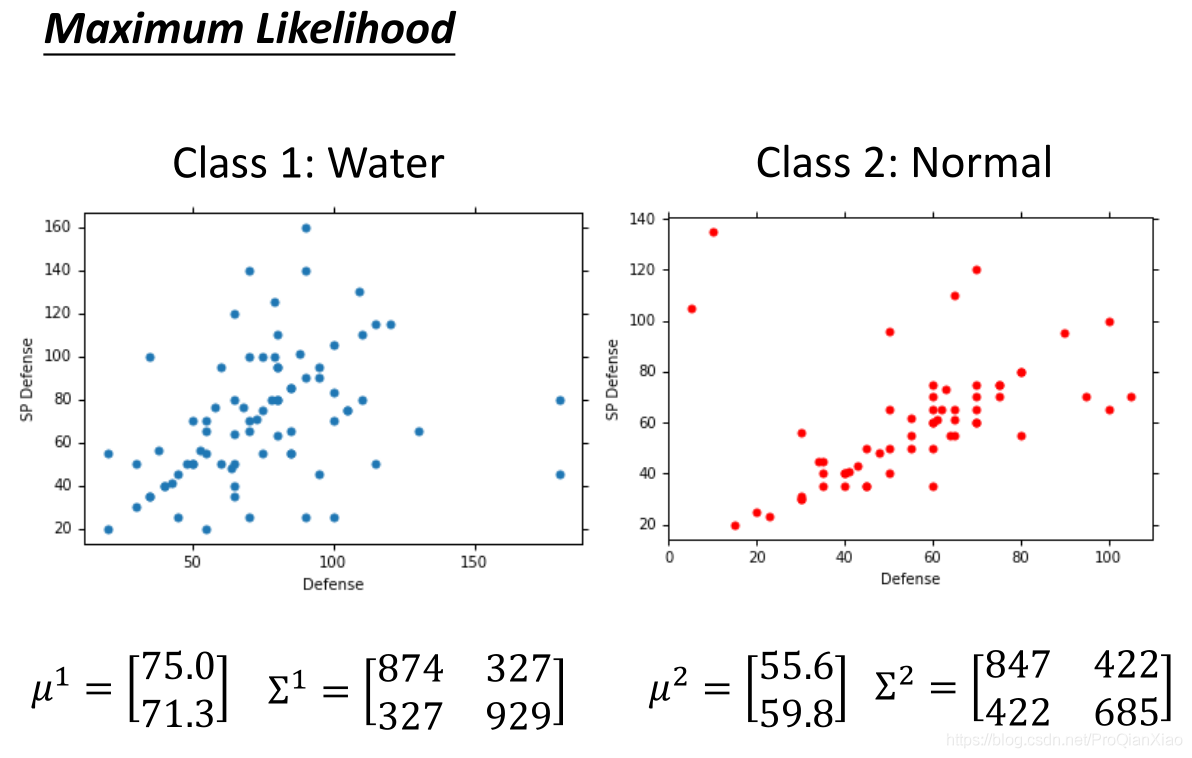 Maximum Likelihood
Class 1: Water
160
140
120
100
80
60
40
20
SP Defense
50
100
150
Defense
Class 2: Normal
140
120
100
80
60
40
20
SP Defense
0
20
40
60
80
100
Defense
μ¹ = [75.0
71.3]
Σ¹ = [874 327
327 929]
μ² = [55.6
59.8]
Σ² = [847 422
422 685]
https://blog.csdn.net/ProQianXiao